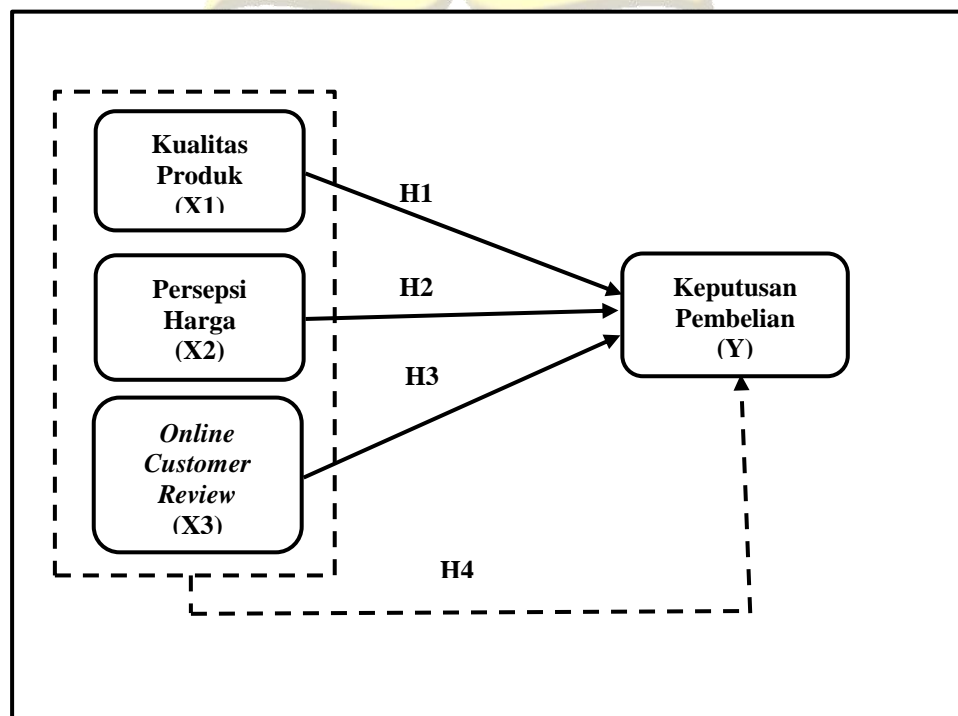 Kualitas
Produk
(X1)
H1
Persepsi
Harga
(X2)
H2
Keputusan
Pembelian
(Y)
H3
Online
Customer
Review
(X3)
H4